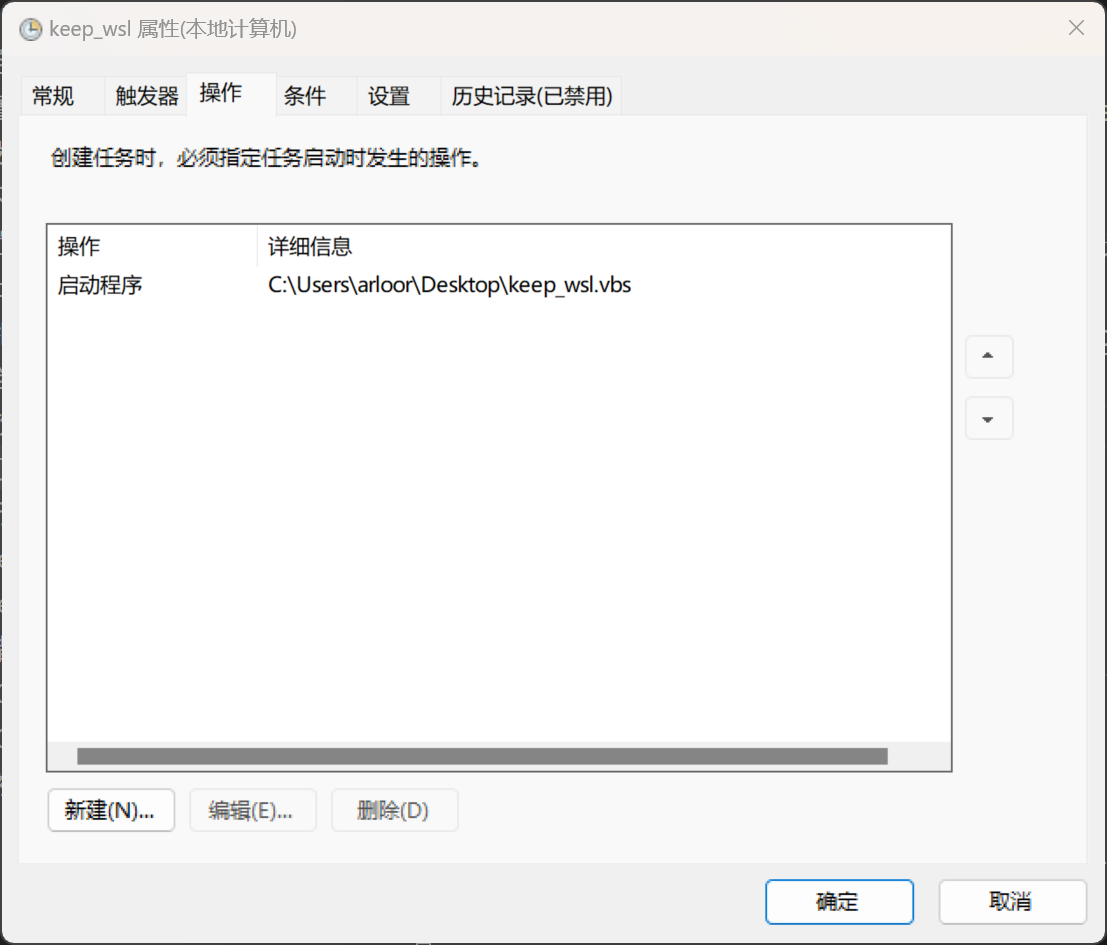 keep_wsl 属性(本地计算机)
常规 触发器 操作 条件 设置 历史记录(已禁用)
创建任务时，必须指定任务启动时发生的操作。
操作 详细信息
启动程序 C:\Users\arloor\Desktop\keep_wsl.vbs
新建(N)... 编辑(E)... 删除(D)
确定 取消